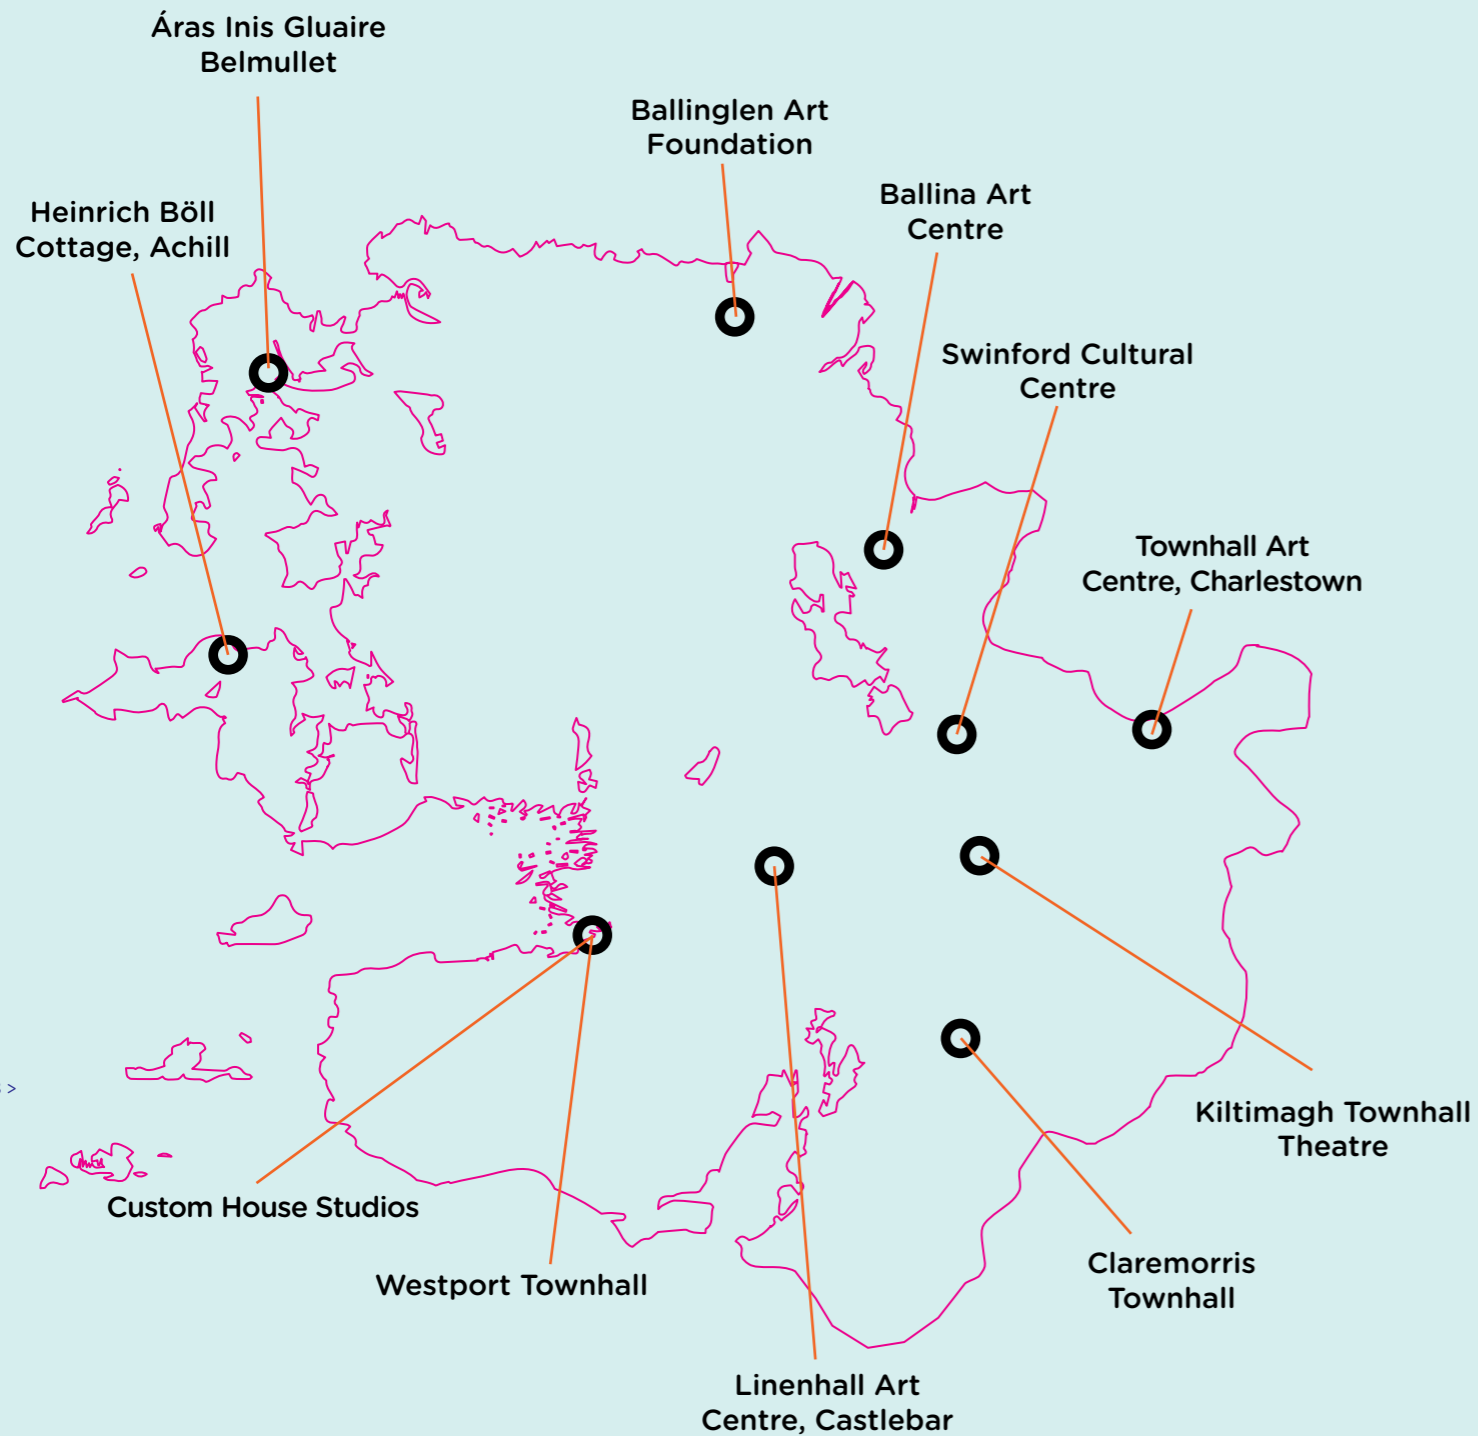 Áras Inis Gluaire
Belmullet
Ballinglen Art
Foundation
Ballina Art
Centre
Heinrich Böll
Cottage, Achill
Swinford Cultural
Centre
Townhall Art
Centre, Charlestown
>
Kiltimagh Townhall
Theatre
Custom House Studios
Westport Townhall
Claremorris
Townhall
Linenhall Art
Centre, Castlebar